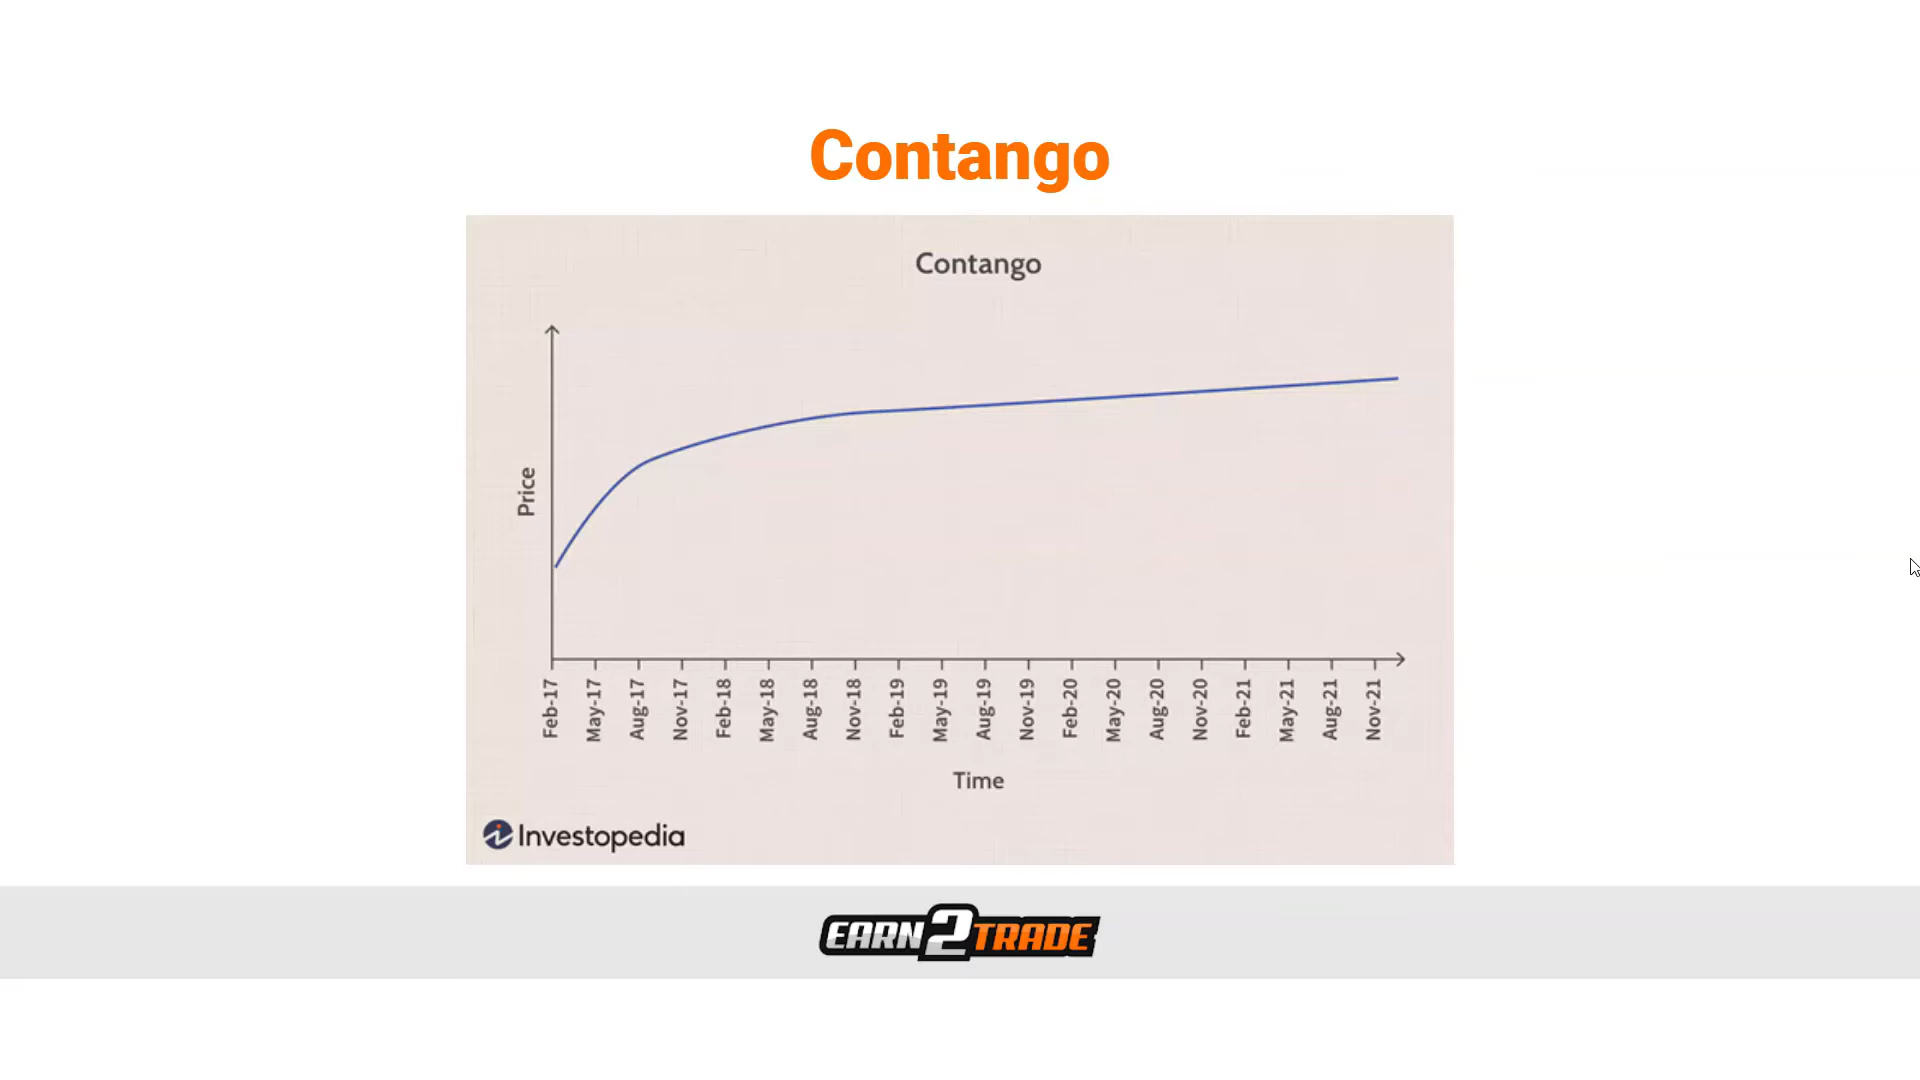 Contango
Contango
Price
Feb-17
May-17
Aug-17
Nov-17
Feb-18
May-18
Aug-18
Nov-18
Feb-19
May-19
Aug-19
Nov-19
Feb-20
May-20
Aug-20
Nov-20
Feb-21
May-21
Aug-21
Nov-21
Time
Investopedia
EARN2TRADE